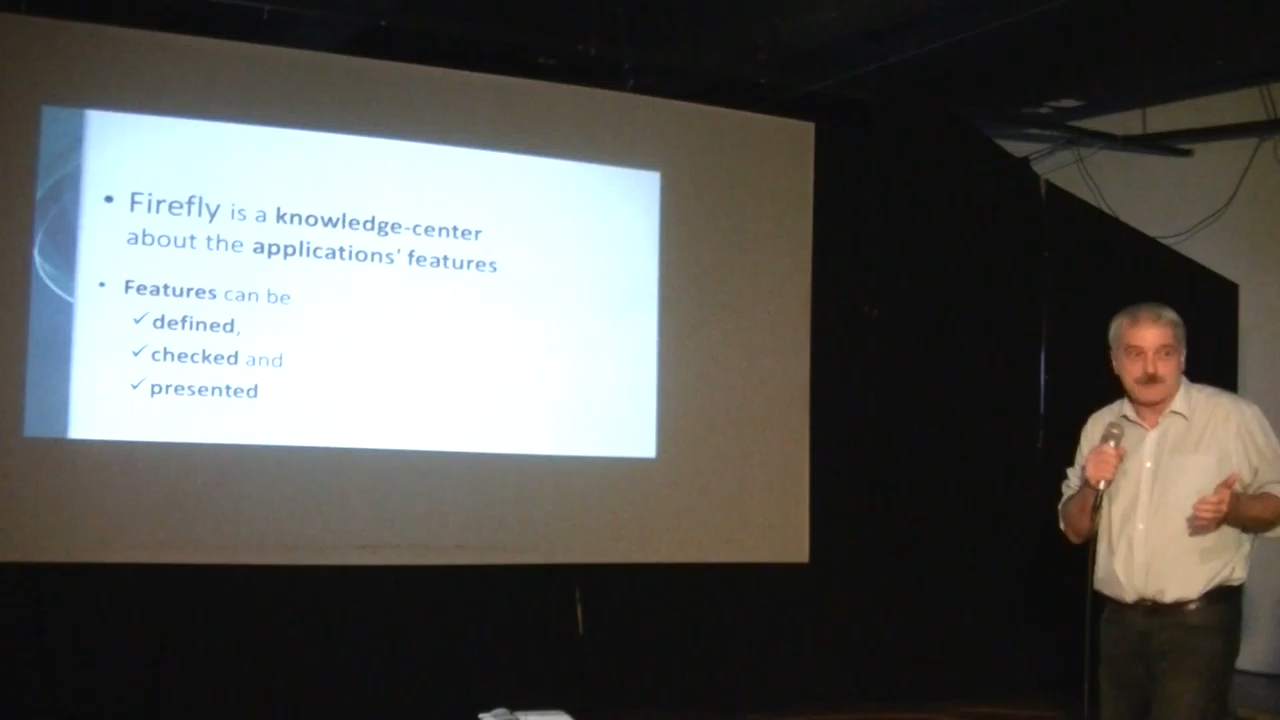 • Firefly is a knowledge-center
about the applications' features
• Features can be
✓ defined,
✓ checked and
✓ presented